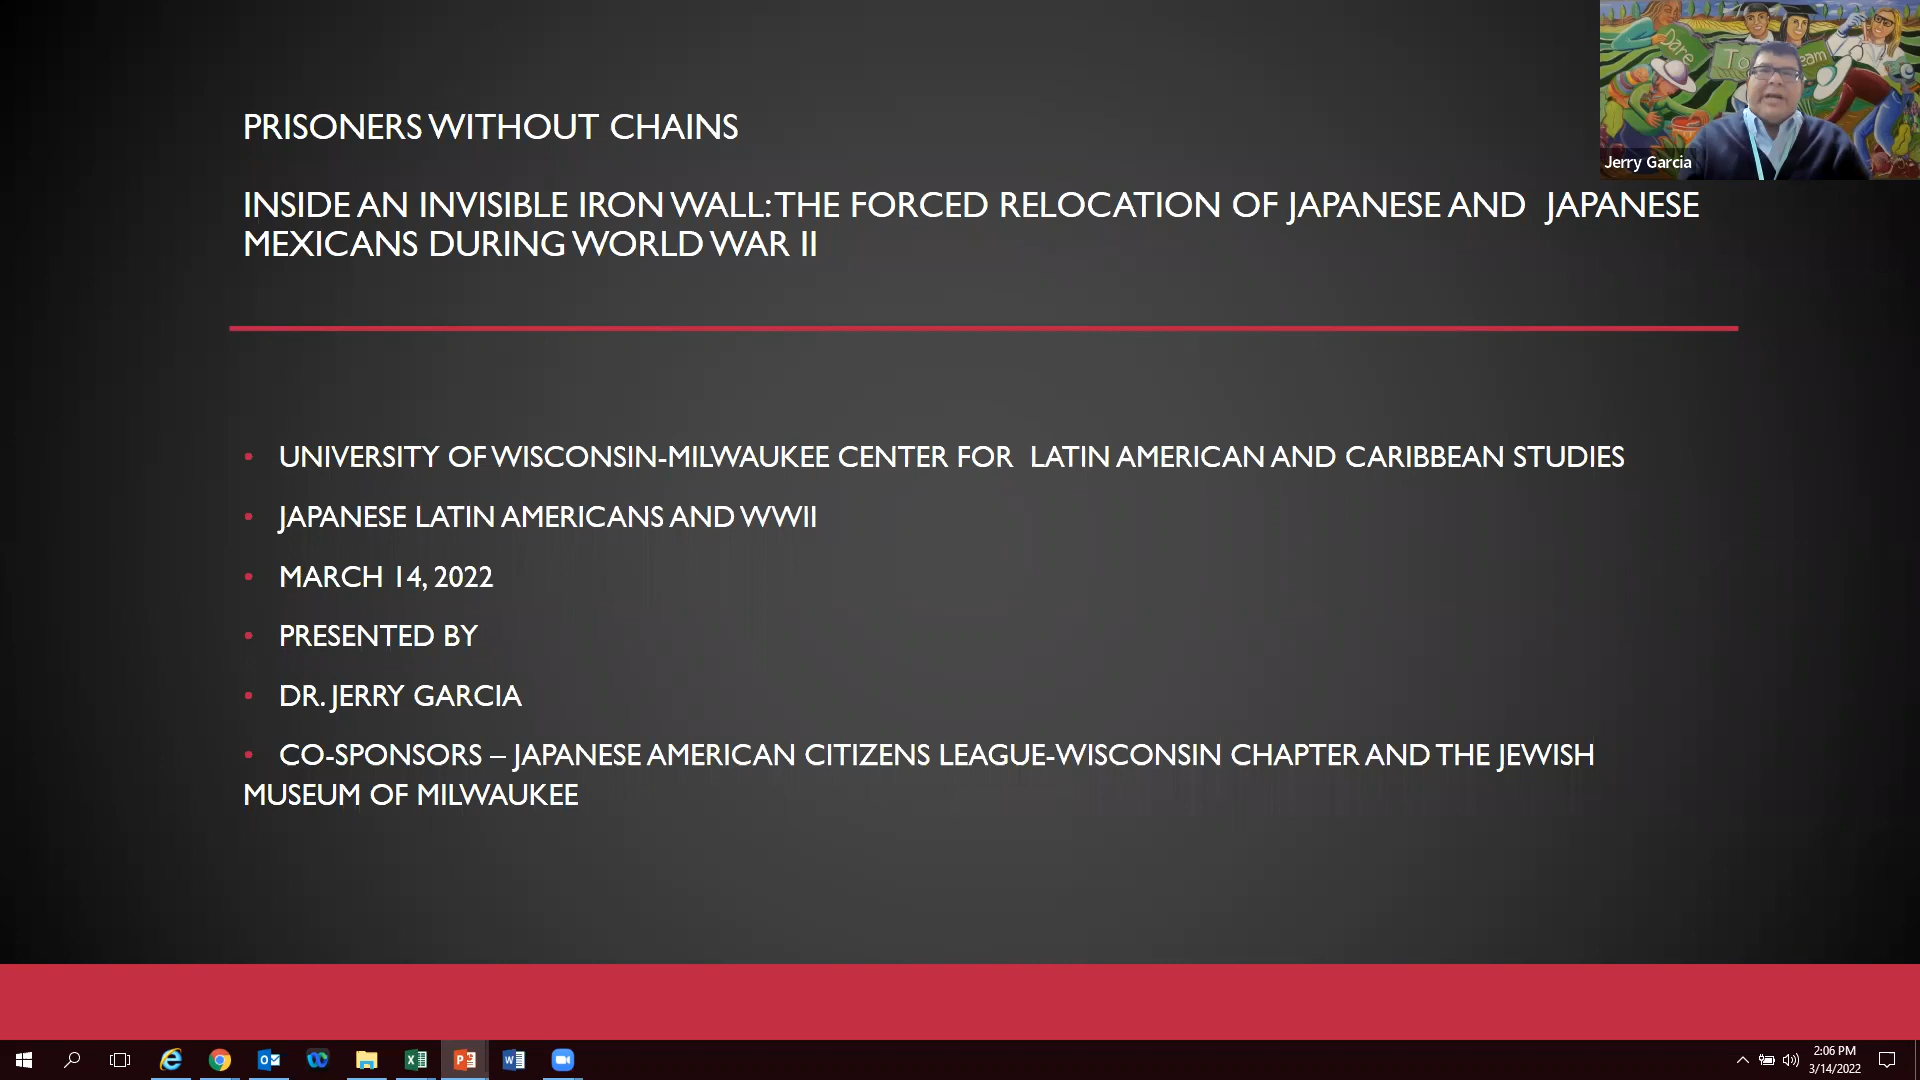 PRISONERS WITHOUT CHAINS
INSIDE AN INVISIBLE IRON WALL: THE FORCED RELOCATION OF JAPANESE AND JAPANESE
MEXICANS DURING WORLD WAR II
Dare
To
eam
Jerry Garcia
• UNIVERSITY OF WISCONSIN-MILWAUKEE CENTER FOR LATIN AMERICAN AND CARIBBEAN STUDIES
• JAPANESE LATIN AMERICANS AND WWII
• MARCH 14, 2022
• PRESENTED BY
• DR. JERRY GARCIA
• CO-SPONSORS – JAPANESE AMERICAN CITIZENS LEAGUE-WISCONSIN CHAPTER AND THE JEWISH
MUSEUM OF MILWAUKEE
2:06 PM
3/14/2022